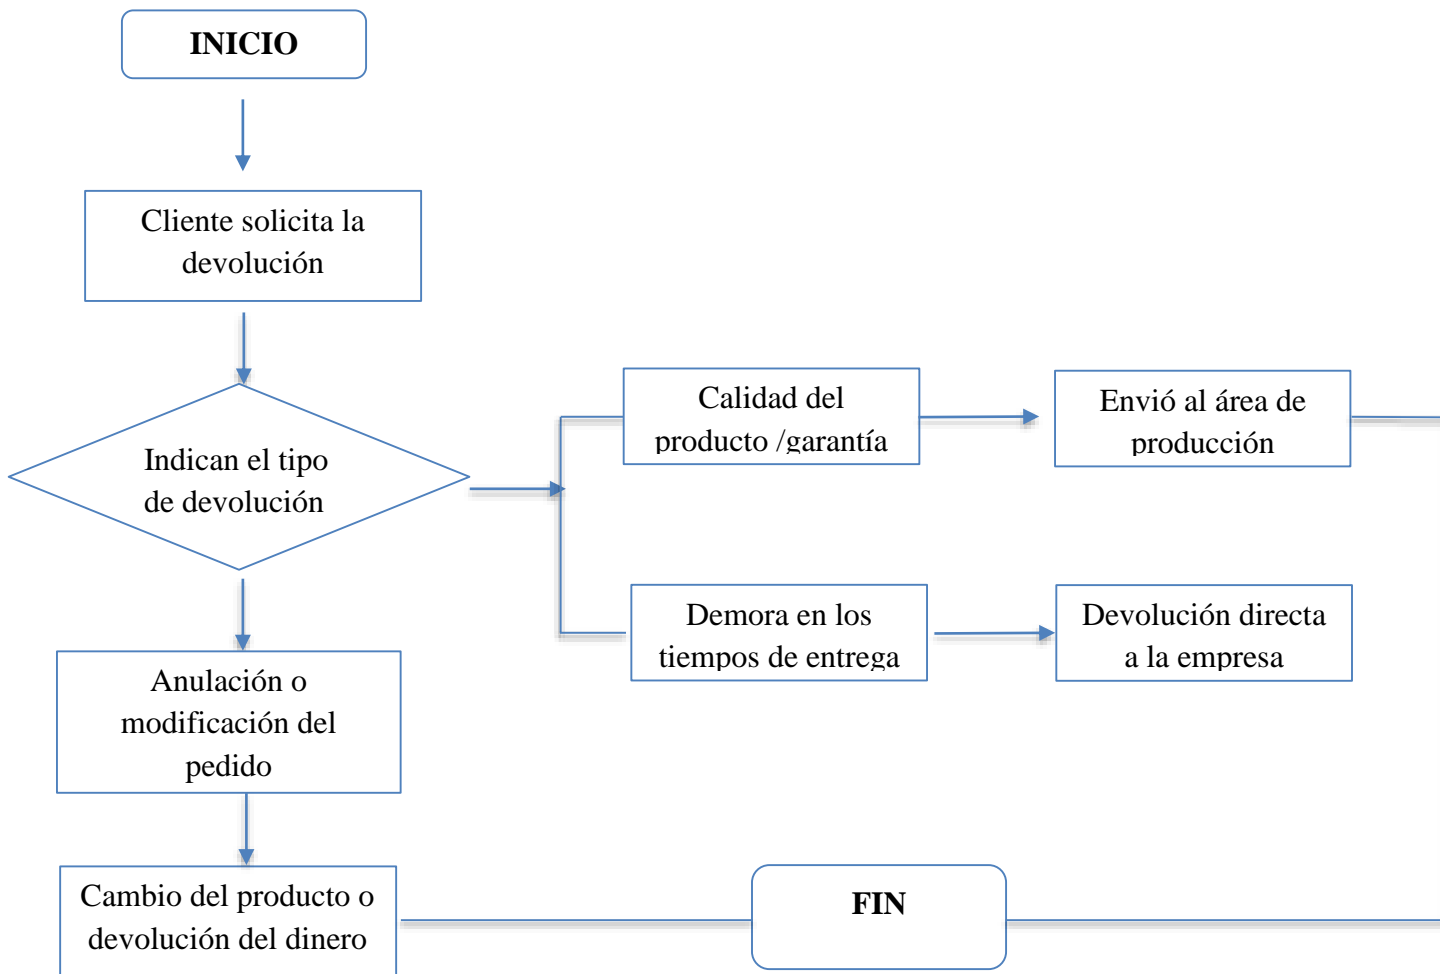 INICIO
Cliente solicita la
devolución
Indican el tipo
de devolución
Calidad del
producto /garantía
Envió al área de
producción
Demora en los
tiempos de entrega
Devolución directa
a la empresa
Anulación o
modificación del
pedido
Cambio del producto o
devolución del dinero
FIN